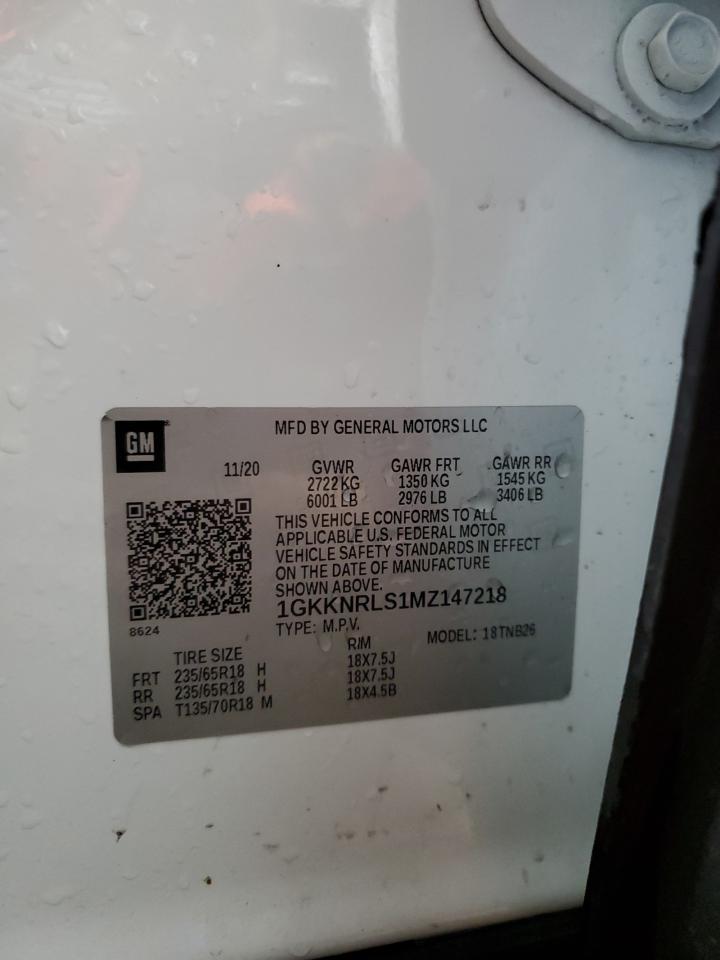 GM
MFD BY GENERAL MOTORS LLC
11/20 GVWR GAWR FRT GAWR RR
2722 KG 1350 KG 1545 KG
6001 LB 2976 LB 3406 LB
THIS VEHICLE CONFORMS TO ALL
APPLICABLE U.S. FEDERAL MOTOR
VEHICLE SAFETY STANDARDS IN EFFECT
ON THE DATE OF MANUFACTURE
SHOWN ABOVE.
1GKKNRLS1MZ147218
8624
TYPE: M.P.V. MODEL: 18TNB26
TIRE SIZE RIM
FRT 235/65R18 H 18X7.5J
RR 235/65R18 H 18X7.5J
SPA T135/70R18 M 18X4.5B